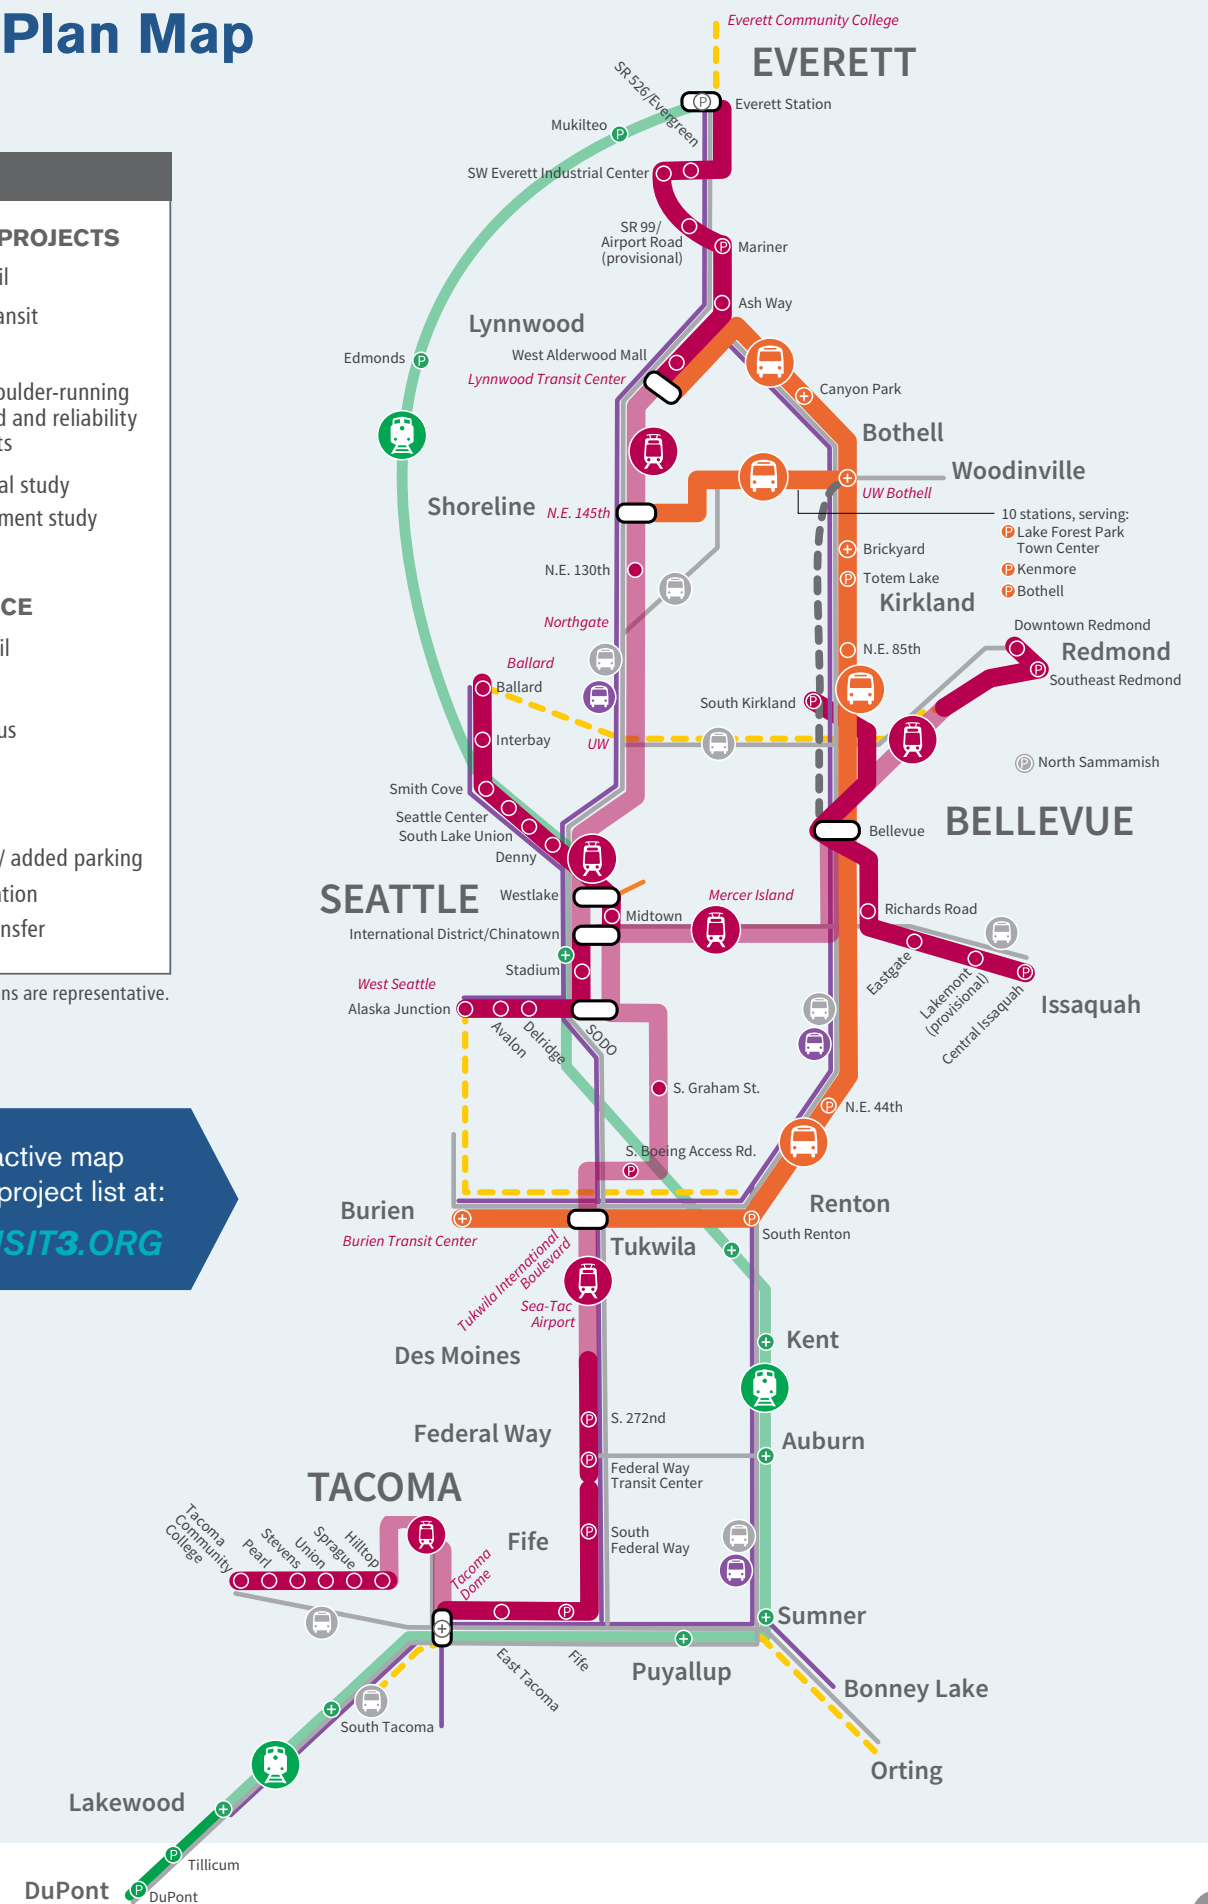 Plan Map
PROJECTS
il
ansit
oulder-running
d and reliability
ts
al study
ment study
CE
il
us
/ added parking
ation
nsfer
ons are representative.
active map
project list at:
SIT3.ORG
Everett Community College
EVERETT
SR 526/Evergreen
P
Everett Station
Mukilteo
P
SW Everett Industrial Center
SR 99/
Airport Road
(provisional)
P
Mariner
Ash Way
Lynnwood
West Alderwood Mall
Lynnwood Transit Center
Edmonds
P
Canyon Park
Bothell
Woodinville
UW Bothell
Shoreline
N.E. 145th
10 stations, serving:
P Lake Forest Park
Town Center
P Kenmore
P Bothell
N.E. 130th
Brickyard
P
Totem Lake
Kirkland
Northgate
Downtown Redmond
Redmond
P
Southeast Redmond
N.E. 85th
Ballard
Ballard
South Kirkland
P
Interbay
UW
P
North Sammamish
Smith Cove
Seattle Center
South Lake Union
Denny
Bellevue
BELLEVUE
SEATTLE
Westlake
Midtown
Mercer Island
Richards Road
International District/Chinatown
Stadium
Eastgate
Lakemont
(provisional)
P
Central Issaquah
Issaquah
West Seattle
Alaska Junction
Avalon
Delridge
SODO
S. Graham St.
P
N.E. 44th
S. Boeing Access Rd.
P
Burien
Burien Transit Center
Renton
P
South Renton
Tukwila International
Boulevard
Tukwila
Sea-Tac
Airport
Kent
Des Moines
P
S. 272nd
Federal Way
Auburn
P
Federal Way
Transit Center
TACOMA
Tacoma
Community
College
Pearl
Stevens
Union
Sprague
Hilltop
Fife
P
South
Federal Way
Tacoma
Dome
P
East Tacoma
Fife
Sumner
Puyallup
Bonney Lake
South Tacoma
Orting
Lakewood
P
Tillicum
DuPont
P
DuPont